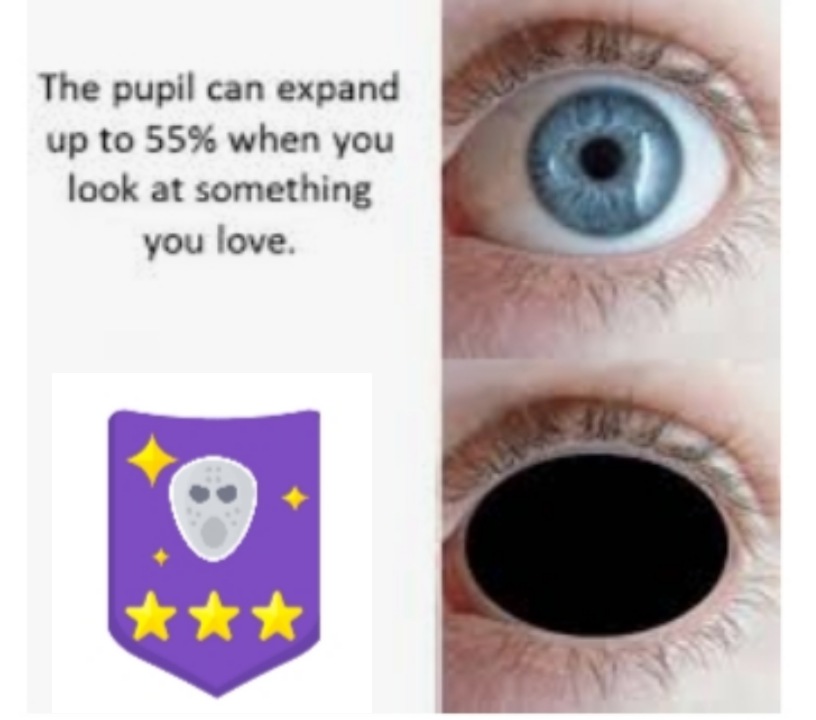 The pupil can expand
up to 55% when you
look at something
you love.